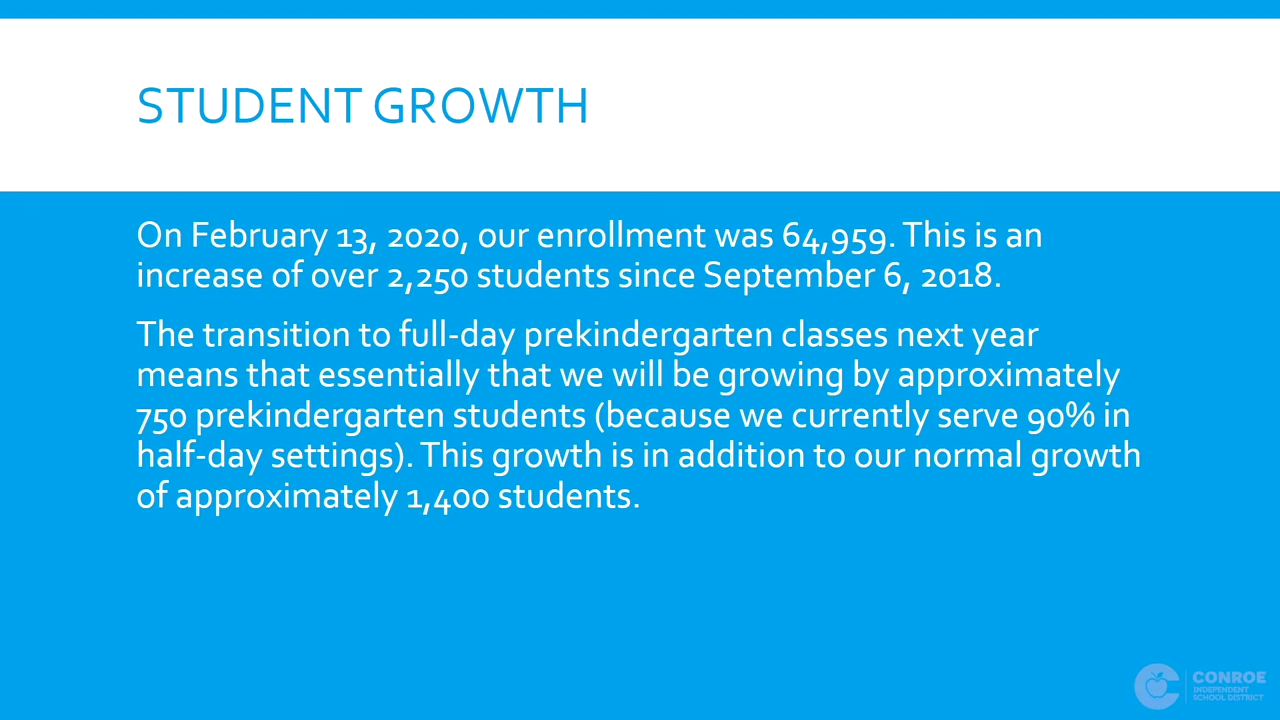 STUDENT GROWTH
On February 13, 2020, our enrollment was 64,959. This is an
increase of over 2,250 students since September 6, 2018.
The transition to full-day prekindergarten classes next year
means that essentially that we will be growing by approximately
750 prekindergarten students (because we currently serve 90% in
half-day settings). This growth is in addition to our normal growth
of approximately 1,400 students.
CONROE
INDEPENDENT
SCHOOL DISTRICT